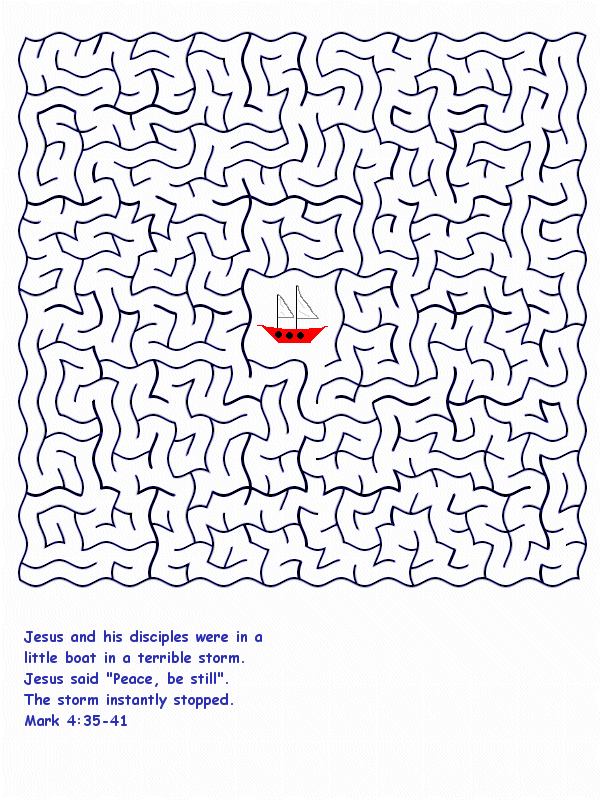 Jesus and his disciples were in a
little boat in a terrible storm.
Jesus said "Peace, be still".
The storm instantly stopped.
Mark 4:35-41